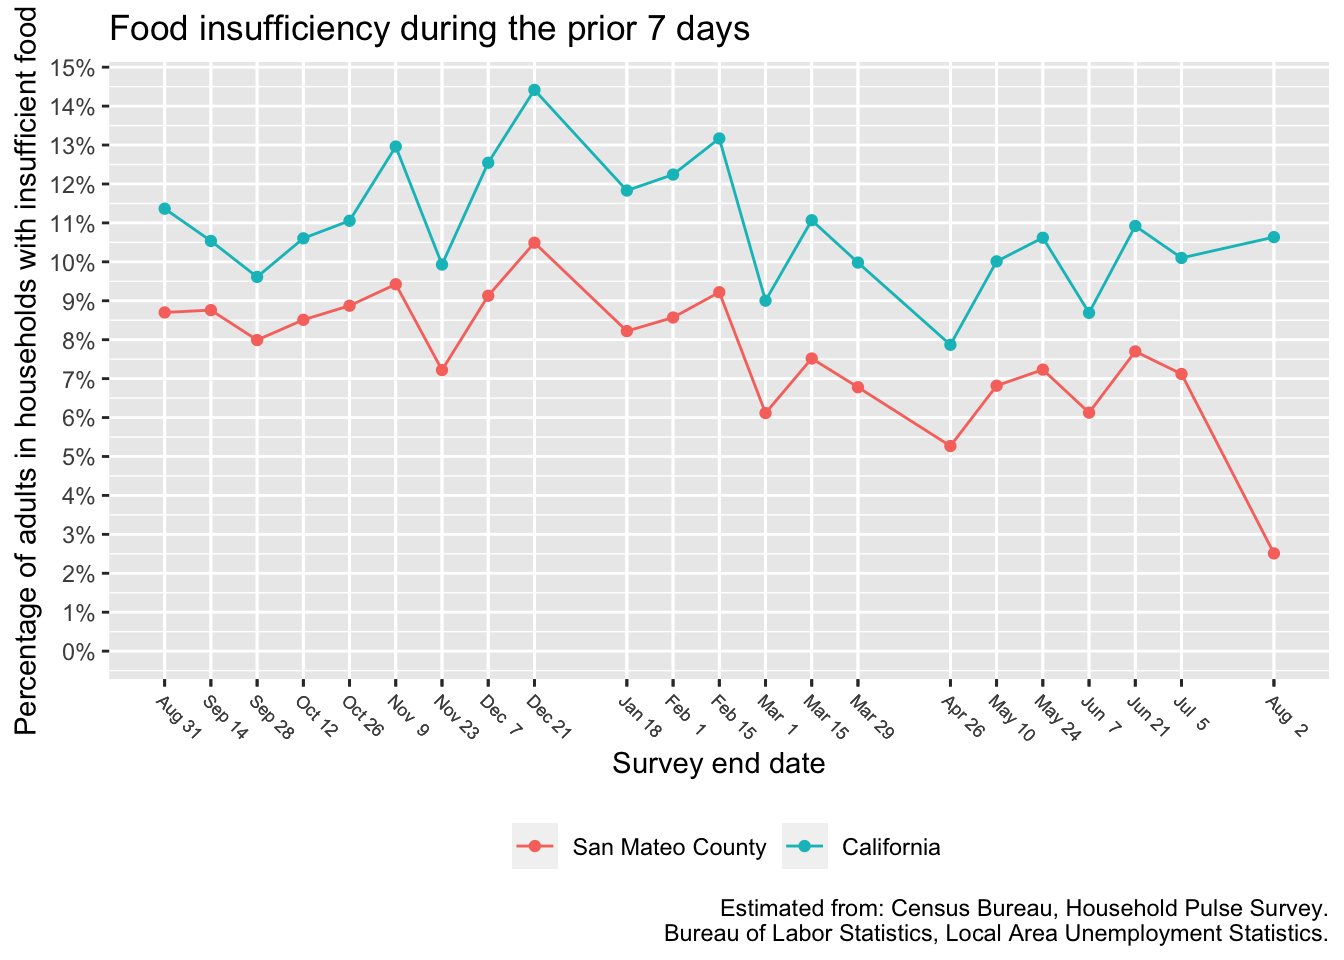 Food insufficiency during the prior 7 days
Percentage of adults in households with insufficient food
15%
14%
13%
12%
11%
10%
9%
8%
7%
6%
5%
4%
3%
2%
1%
0%
Aug 31
Sep 14
Sep 28
Oct 12
Oct 26
Nov 9
Nov 23
Dec 7
Dec 21
Jan 18
Feb 1
Feb 15
Mar 1
Mar 15
Mar 29
Apr 26
May 10
May 24
Jun 7
Jun 21
Jul 5
Aug 2
Survey end date
San Mateo County
California
Estimated from: Census Bureau, Household Pulse Survey.
Bureau of Labor Statistics, Local Area Unemployment Statistics.